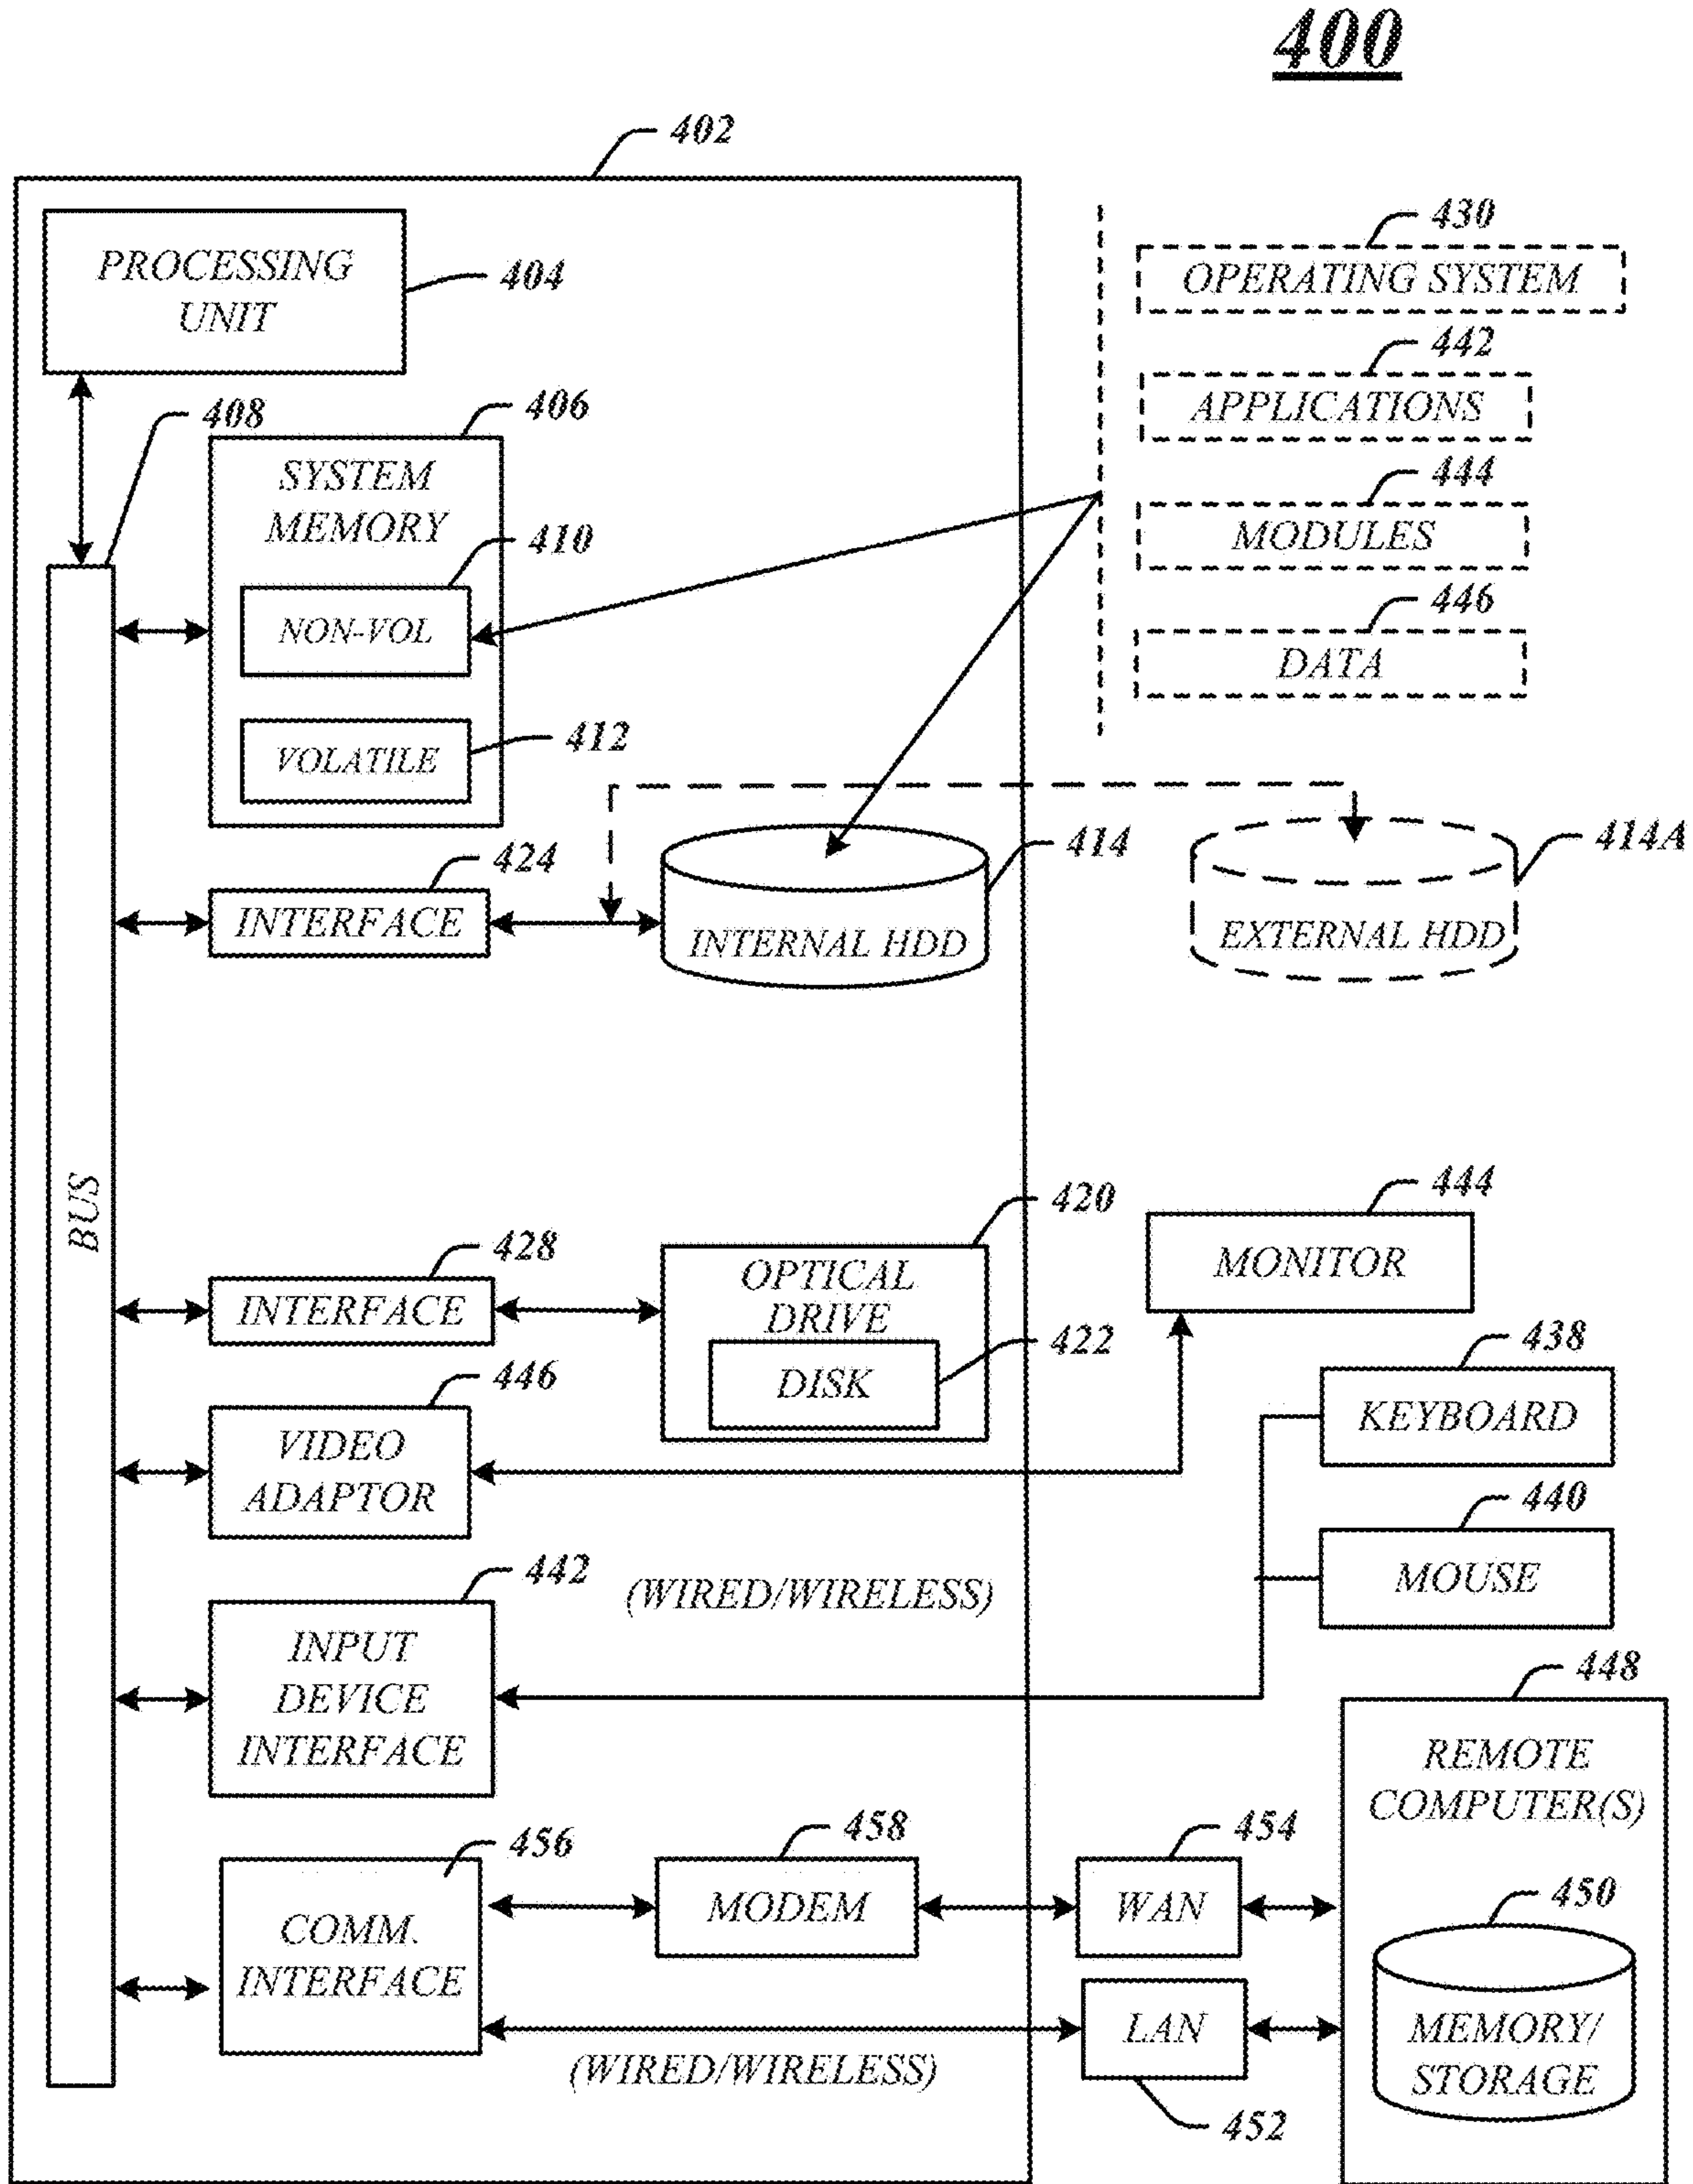 400
402
PROCESSING
UNIT
404
430
OPERATING SYSTEM
442
APPLICATIONS
444
MODULES
446
DATA
408
406
SYSTEM
MEMORY
410
NON-VOL
412
VOLATILE
424
INTERFACE
414
INTERNAL HDD
414A
EXTERNAL HDD
BUS
428
INTERFACE
420
OPTICAL
DRIVE
422
DISK
444
MONITOR
446
VIDEO
ADAPTOR
438
KEYBOARD
440
MOUSE
442
INPUT
DEVICE
INTERFACE
(WIRED/WIRELESS)
448
REMOTE
COMPUTER(S)
450
MEMORY/
STORAGE
456
COMM.
INTERFACE
458
MODEM
454
WAN
LAN
452
(WIRED/WIRELESS)